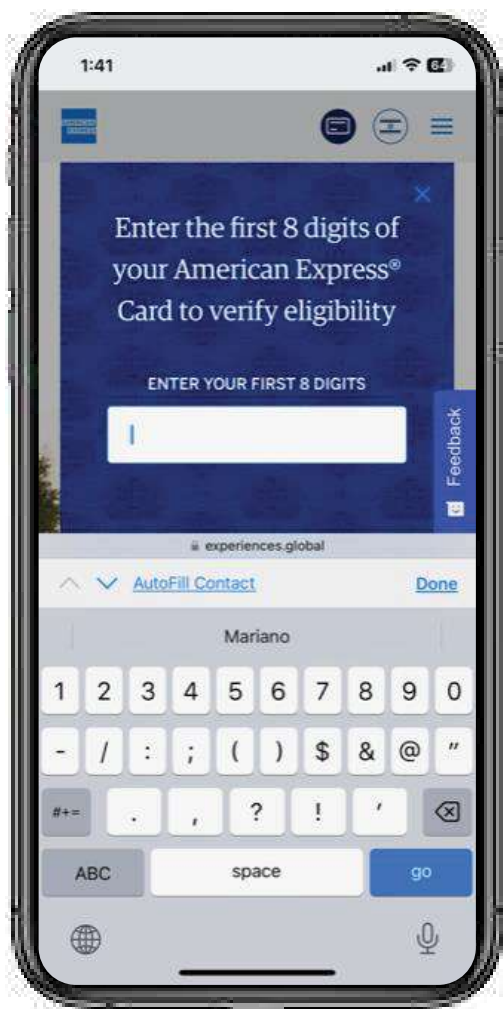 1:41
64
Enter the first 8 digits of
your American Express®
Card to verify eligibility
ENTER YOUR FIRST 8 DIGITS
Feedback
experiences.global
AutoFill Contact
Done
Mariano
1 2 3 4 5 6 7 8 9 0
- / : ; ( ) $ & @ "
#+= . , ? ! '
ABC space go